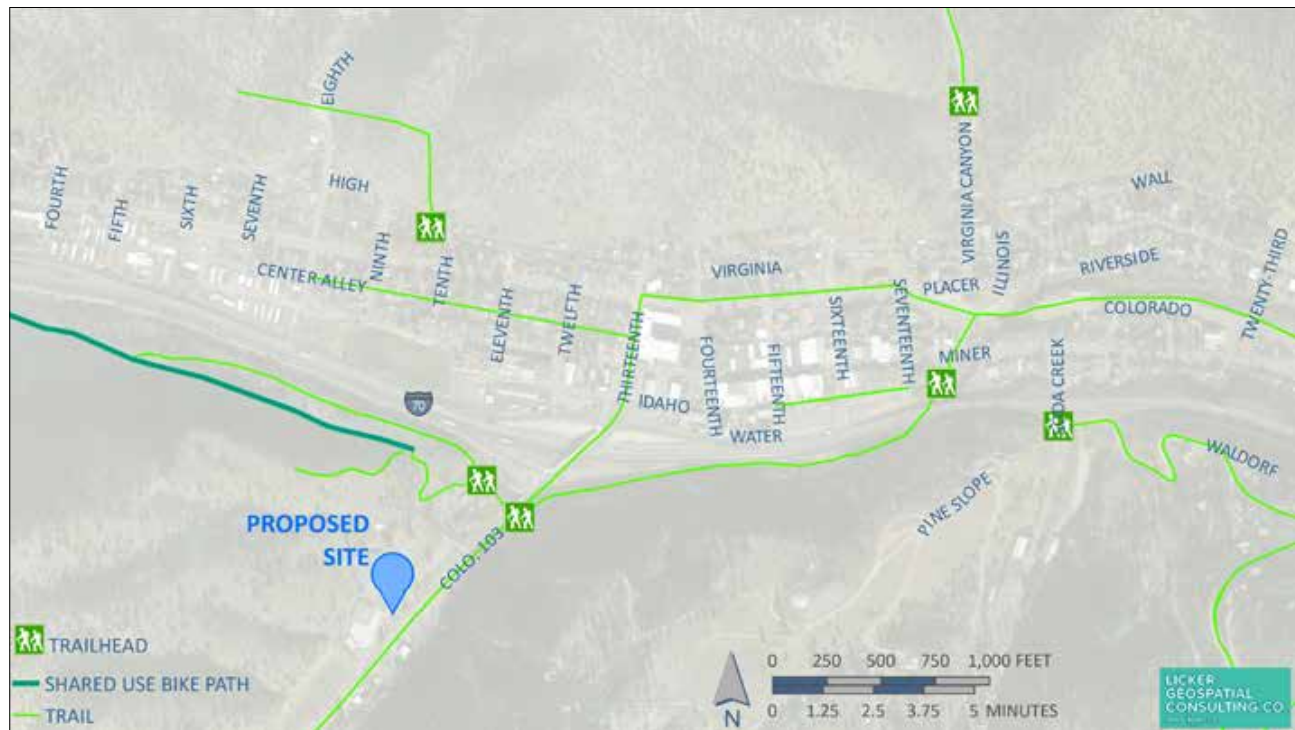 EIGHTH
VIRGINIA CANYON
FOURTH
FIFTH
SIXTH
SEVENTH
HIGH
WALL
NINTH
TENTH
CENTER ALLEY
VIRGINIA
PLACER
ILLINOIS
RIVERSIDE
COLORADO
TWENTY-THIRD
ELEVENTH
TWELFTH
THIRTEENTH
FOURTEENTH
FIFTEENTH
SIXTEENTH
SEVENTEENTH
MINER
70
IDAHO
WATER
CREEK
WALDORF
PINE SLOPE
PROPOSED
SITE
COLO. 103
TRAILHEAD
SHARED USE BIKE PATH
TRAIL
0 250 500 750 1,000 FEET
0 1.25 2.5 3.75 5 MINUTES
N
LICKER
GEOSPATIAL
CONSULTING CO